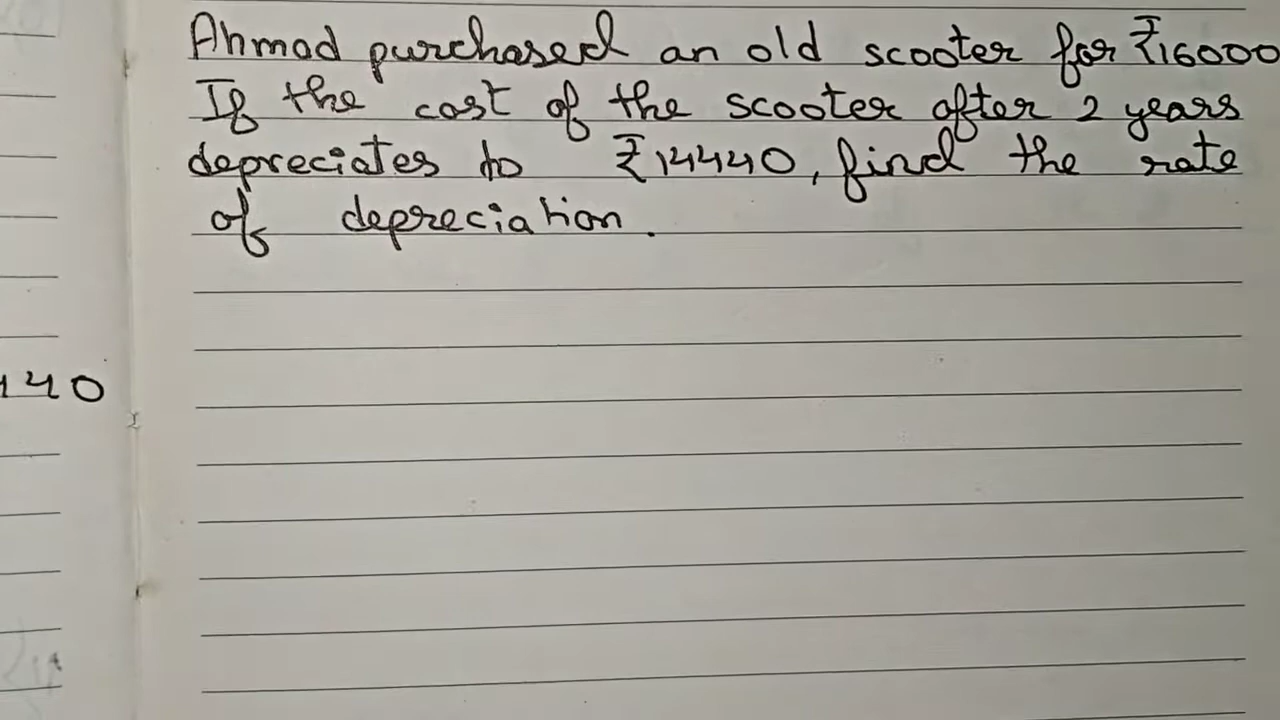 Ahmad purchased an old scooter for ₹16000
If the cost of the scooter after 2 years
depreciates to ₹14440, find the rate
of depreciation.
40